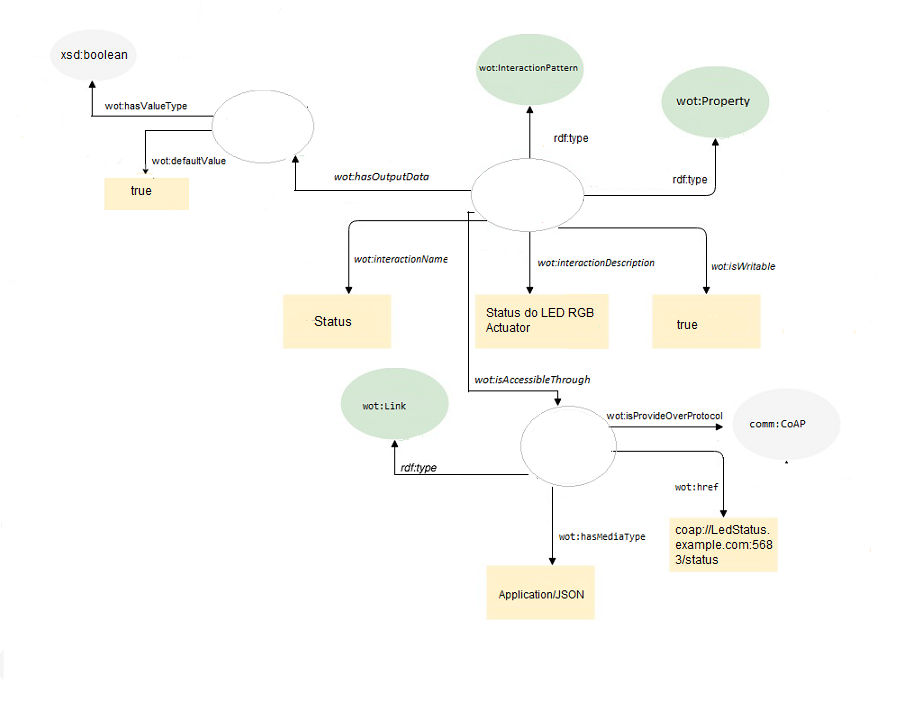 xsd:boolean
wot:InteractionPattern
wot:Property
wot:hasValueType
rdf:type
wot:defaultValue
wot:hasOutputData
rdf:type
true
wot:interactionName
wot:interactionDescription
wot:isWritable
Status
Status do LED RGB
Actuator
true
wot:isAccessibleThrough
wot:Link
wot:isProvideOverProtocol
comm:CoAP
rdf:type
wot:href
wot:hasMediaType
coap://LedStatus.
example.com:568
3/status
Application/JSON